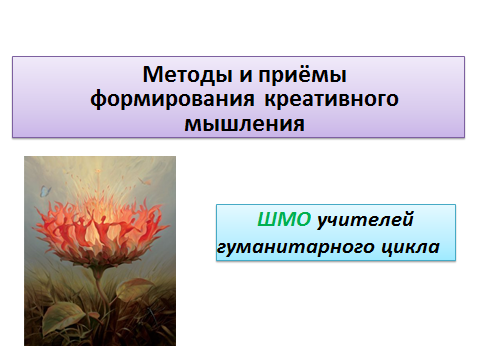 Методы и приёмы
формирования креативного
мышления
ШМО учителей
гуманитарного цикла